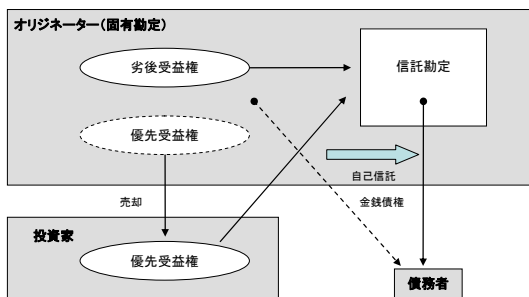 オリジネーター(固有勘定)
劣後受益権
信託勘定
優先受益権
自己信託
売却
金銭債権
投資家
優先受益権
債務者